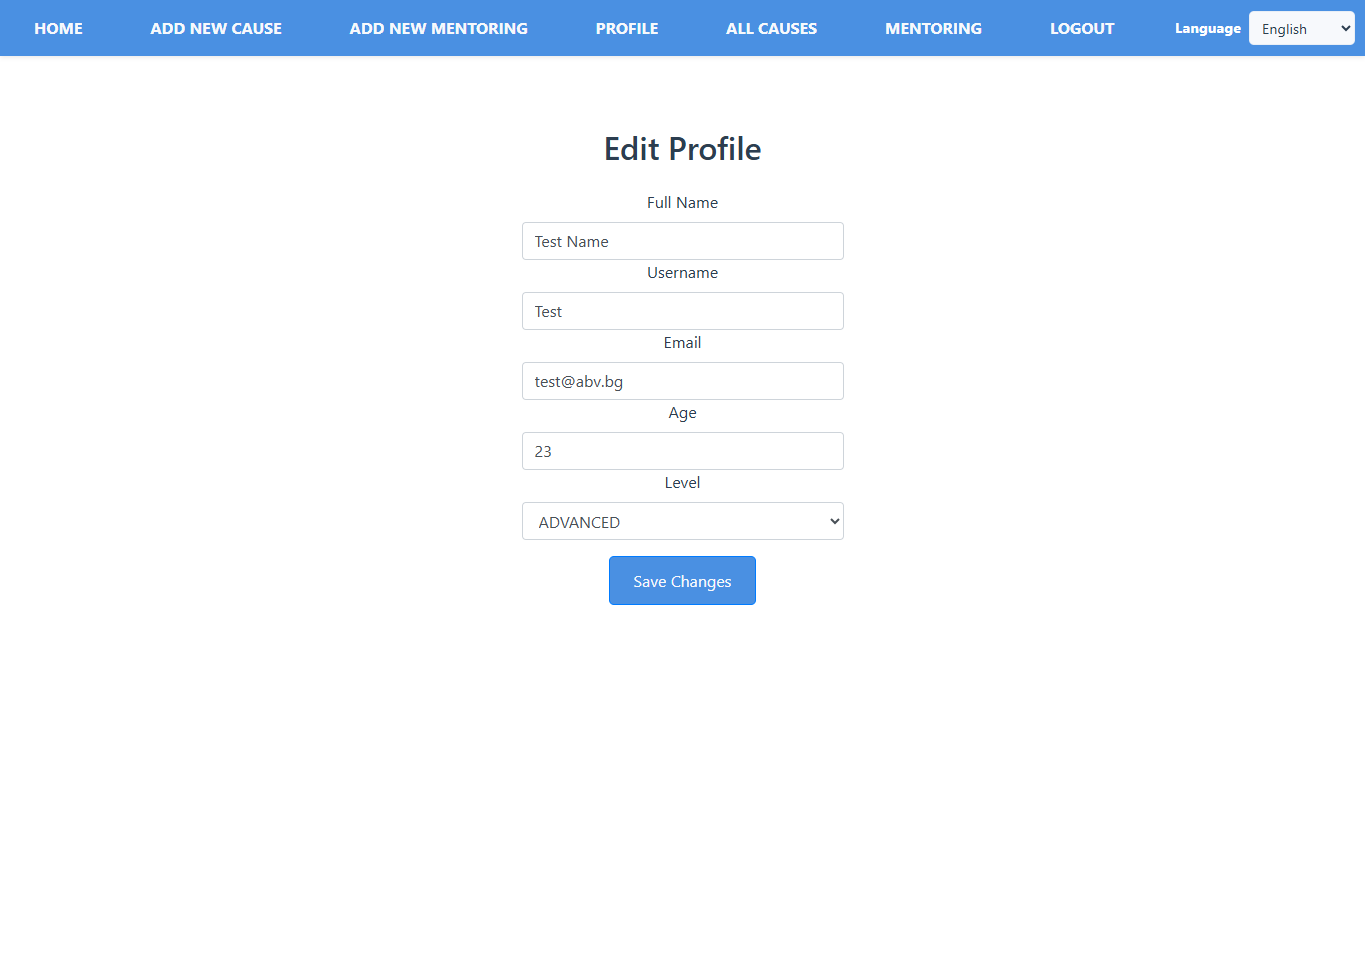 HOME ADD NEW CAUSE ADD NEW MENTORING PROFILE ALL CAUSES MENTORING LOGOUT Language English
Edit Profile
Full Name
Test Name
Username
Test
Email
test@abv.bg
Age
23
Level
ADVANCED
Save Changes